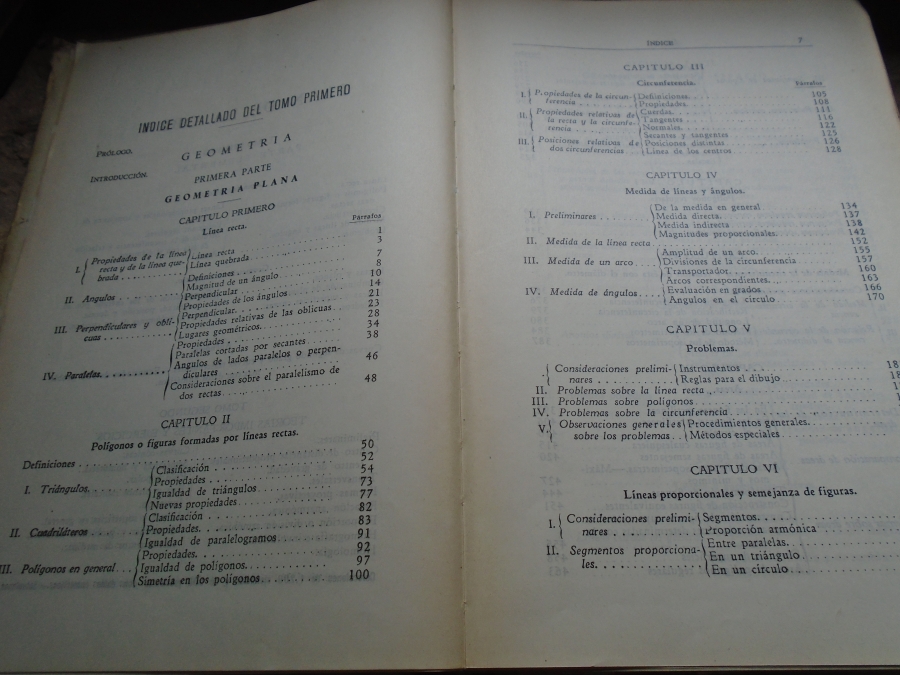 INDICE DETALLADO DEL TOMO PRIMERO
PRÓLOGO.
GEOMETRIA
INTRODUCCIÓN.
PRIMERA PARTE
GEOMETRIA PLANA
CAPITULO PRIMERO
Línea recta.
Párrafos
I. Propiedades de la línea recta y de la línea quebrada
Línea recta 1
Línea quebrada 3
Definiciones 7
II. Angulos
Magnitud de un ángulo 8
Perpendicular 10
Propiedades de los ángulos 14
III. Perpendiculares y oblicuas
Perpendicular 21
Propiedades relativas de las oblicuas 23
Lugares geométricos 28
IV. Paralelas
Propiedades 34
Paralelas cortadas por secantes 38
Angulos de lados paralelos o perpendiculares 46
Consideraciones sobre el paralelismo de dos rectas 48
CAPITULO II
Polígonos o figuras formadas por líneas rectas.
Definiciones 50
I. Triángulos
Clasificación 52
Propiedades 54
Igualdad de triángulos 73
Nuevas propiedades 77
II. Cuadriláteros
Clasificación 82
Propiedades 83
Igualdad de paralelogramos 91
III. Polígonos en general
Propiedades 92
Igualdad de polígonos 97
Simetría en los polígonos 100
INDICE 7
CAPITULO III
Circunferencia.
Párrafos
I. Propiedades de la circunferencia
Definiciones 105
Propiedades 108
II. Propiedades relativas de la recta y la circunferencia
Cuerdas 111
Tangentes 116
Normales 122
Secantes y tangentes 125
III. Posiciones relativas de dos circunferencias
Posiciones distintas 126
Línea de los centros 128
CAPITULO IV
Medida de líneas y ángulos.
I. Preliminares
De la medida en general 134
Medida directa 137
Medida indirecta 138
Magnitudes proporcionales 142
II. Medida de la línea recta 152
III. Medida de un arco
Amplitud de un arco 155
Divisiones de la circunferencia 157
Transportador 160
Arcos correspondientes 163
IV. Medida de ángulos
Evaluación en grados 166
Angulos en el círculo 170
CAPITULO V
Problemas.
Consideraciones preliminares
Instrumentos 18
Reglas para el dibujo 18
II. Problemas sobre la línea recta
III. Problemas sobre polígonos
IV. Problemas sobre la circunferencia
V. Observaciones generales sobre los problemas
Procedimientos generales
Métodos especiales
CAPITULO VI
Líneas proporcionales y semejanza de figuras.
I. Consideraciones preliminares
Segmentos
Proporción armónica
II. Segmentos proporcionales
Entre paralelas
En un triángulo
En un círculo